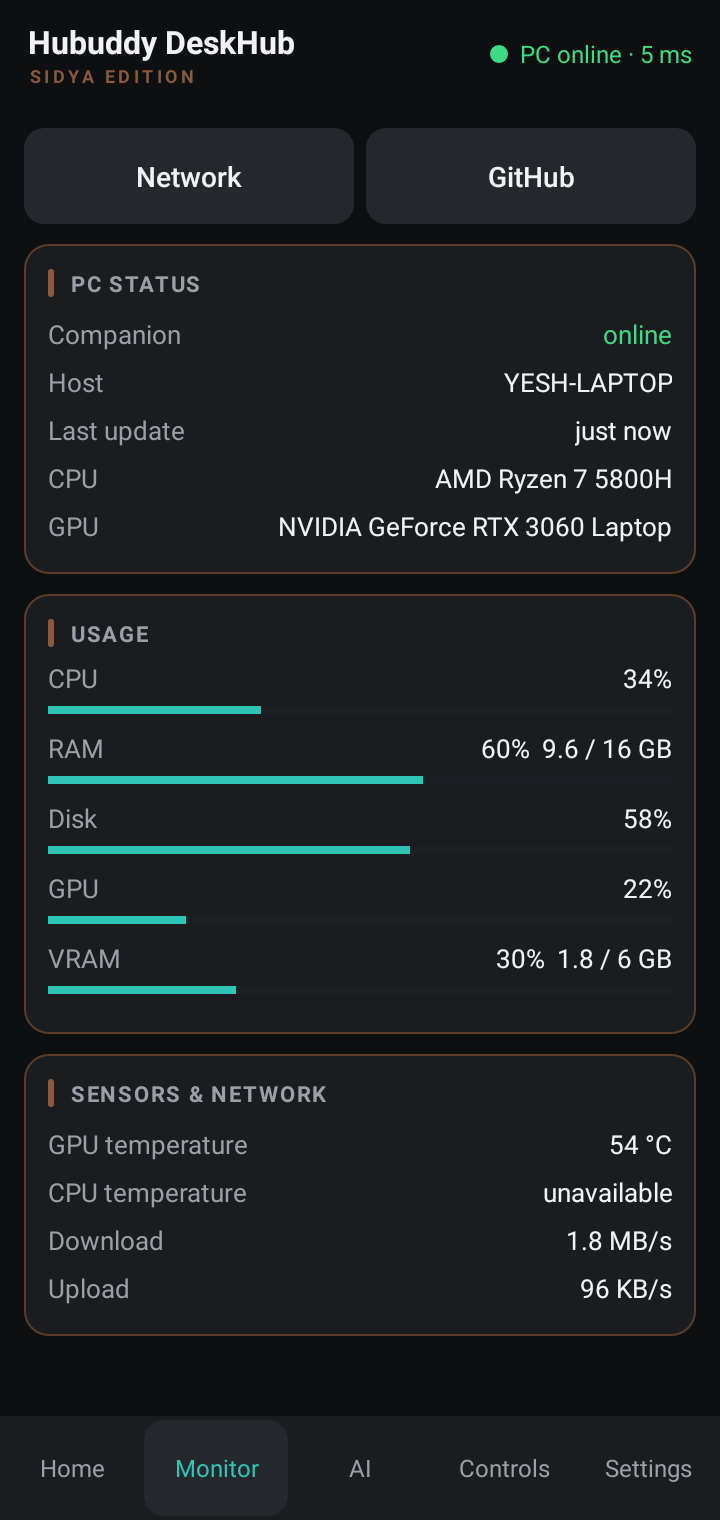 Hubuddy DeskHub
SIDYA EDITION
PC online · 5 ms
Network
GitHub
PC STATUS
Companion online
Host YESH-LAPTOP
Last update just now
CPU AMD Ryzen 7 5800H
GPU NVIDIA GeForce RTX 3060 Laptop
USAGE
CPU 34%
RAM 60% 9.6 / 16 GB
Disk 58%
GPU 22%
VRAM 30% 1.8 / 6 GB
SENSORS & NETWORK
GPU temperature 54 °C
CPU temperature unavailable
Download 1.8 MB/s
Upload 96 KB/s
Home Monitor AI Controls Settings